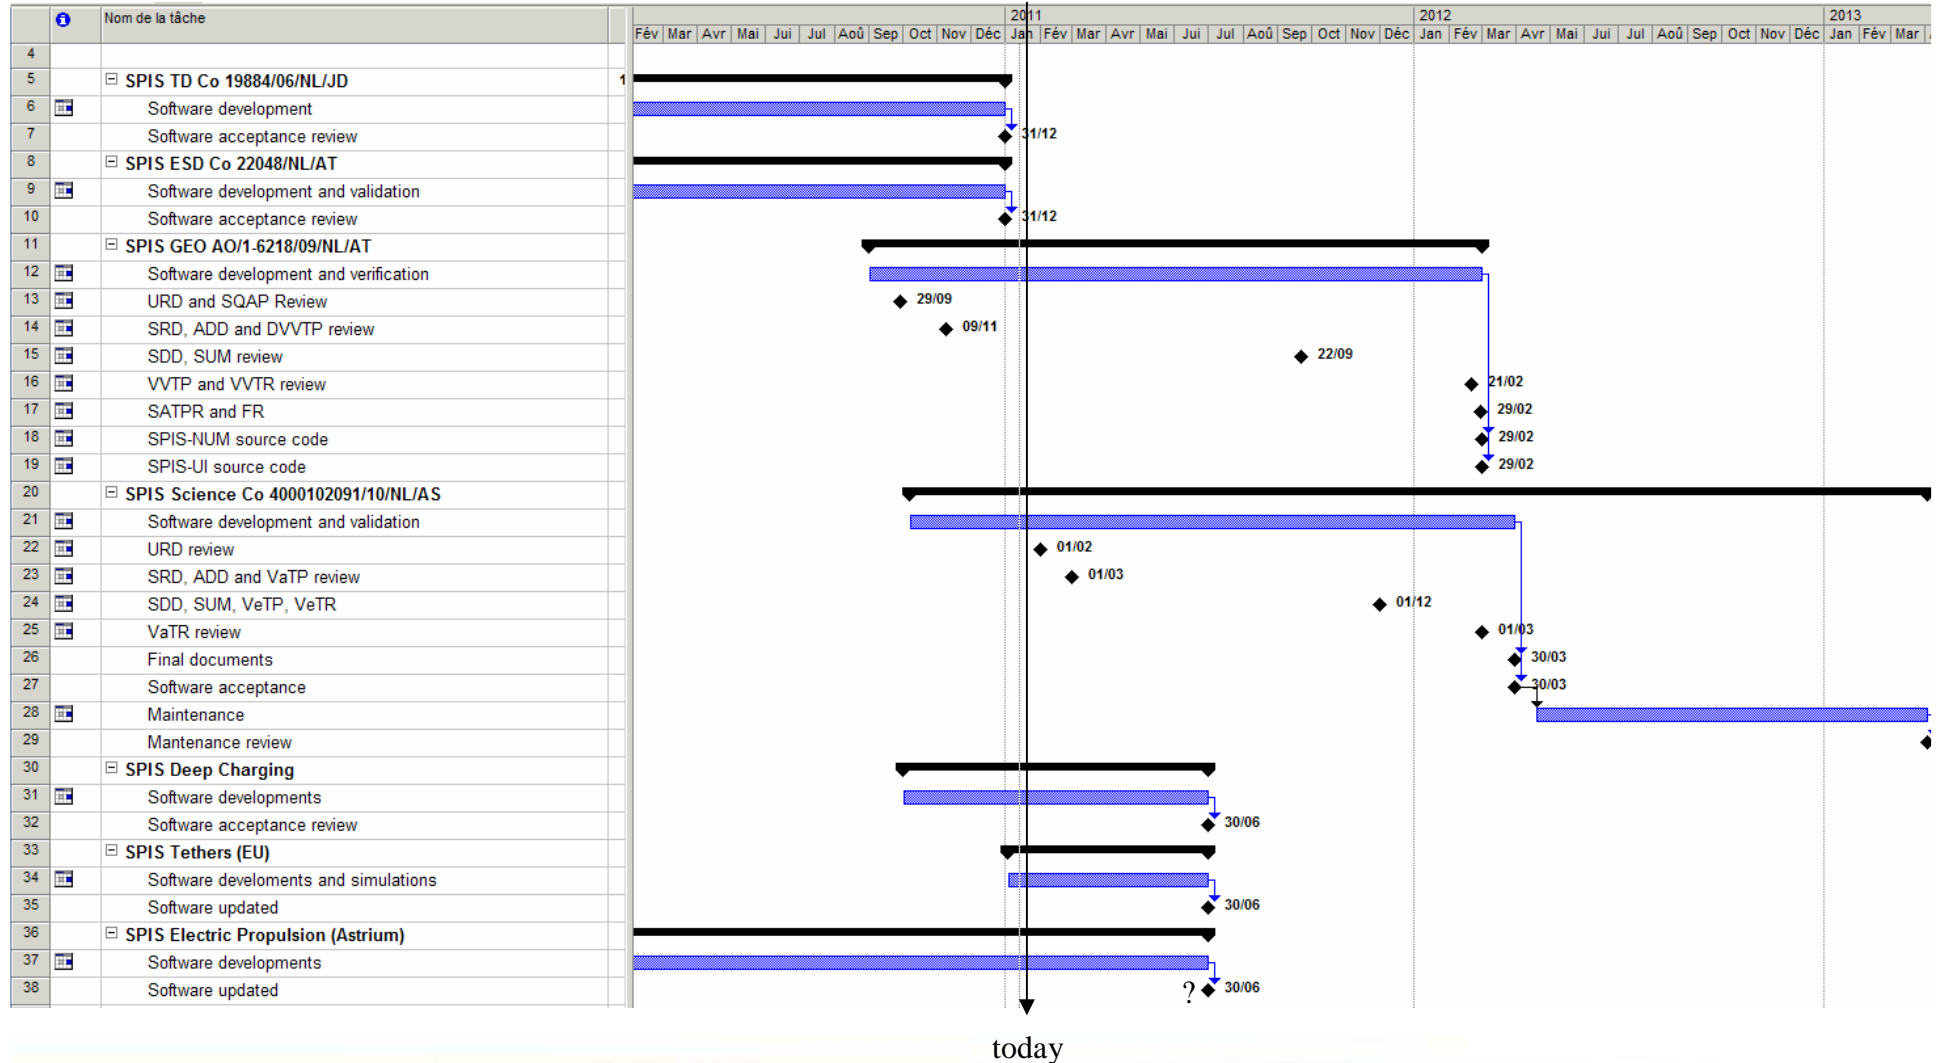 Nom de la tâche
2011 2012 2013
Fév Mar Avr Mai Jui Jul Aoû Sep Oct Nov Déc Jan Fév Mar Avr Mai Jui Jul Aoû Sep Oct Nov Déc Jan Fév Mar Avr Mai Jui Jul Aoû Sep Oct Nov Déc Jan Fév Mar
4
5 SPIS TD Co 19884/06/NL/JD 1
6 Software development
7 Software acceptance review 31/12
8 SPIS ESD Co 22048/NL/AT
9 Software development and validation
10 Software acceptance review 31/12
11 SPIS GEO AO/1-6218/09/NL/AT
12 Software development and verification
13 URD and SQAP Review 29/09
14 SRD, ADD and DVVTP review 09/11
15 SDD, SUM review 22/09
16 VVTP and VVTR review 21/02
17 SATPR and FR 29/02
18 SPIS-NUM source code 29/02
19 SPIS-UI source code 29/02
20 SPIS Science Co 4000102091/10/NL/AS
21 Software development and validation
22 URD review 01/02
23 SRD, ADD and VaTP review 01/03
24 SDD, SUM, VeTP, VeTR 01/12
25 VaTR review 01/03
26 Final documents 30/03
27 Software acceptance 30/03
28 Maintenance
29 Mantenance review
30 SPIS Deep Charging
31 Software developments
32 Software acceptance review 30/06
33 SPIS Tethers (EU)
34 Software develoments and simulations
35 Software updated 30/06
36 SPIS Electric Propulsion (Astrium)
37 Software developments
38 Software updated ? 30/06
today